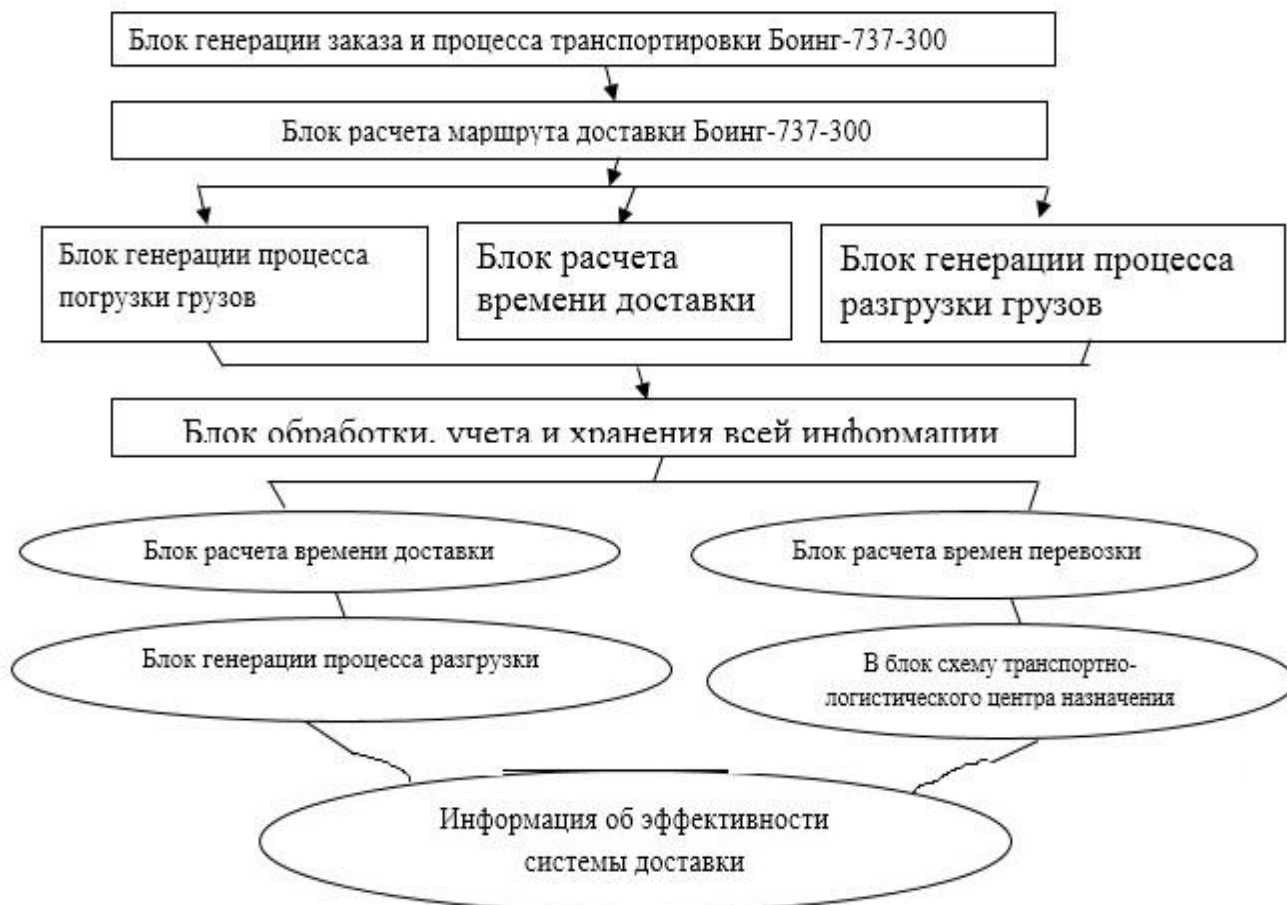 Блок генерации заказа и процесса транспортировки Боинг-737-300
Блок расчета маршрута доставки Боинг-737-300
Блок генерации процесса
погрузки грузов
Блок расчета
времени доставки
Блок генерации процесса
разгрузки грузов
Блок обработки, учета и хранения всей информации
Блок расчета времени доставки
Блок расчета времен перевозки
Блок генерации процесса разгрузки
В блок схему транспортно-
логистического центра назначения
Информация об эффективности
системы доставки